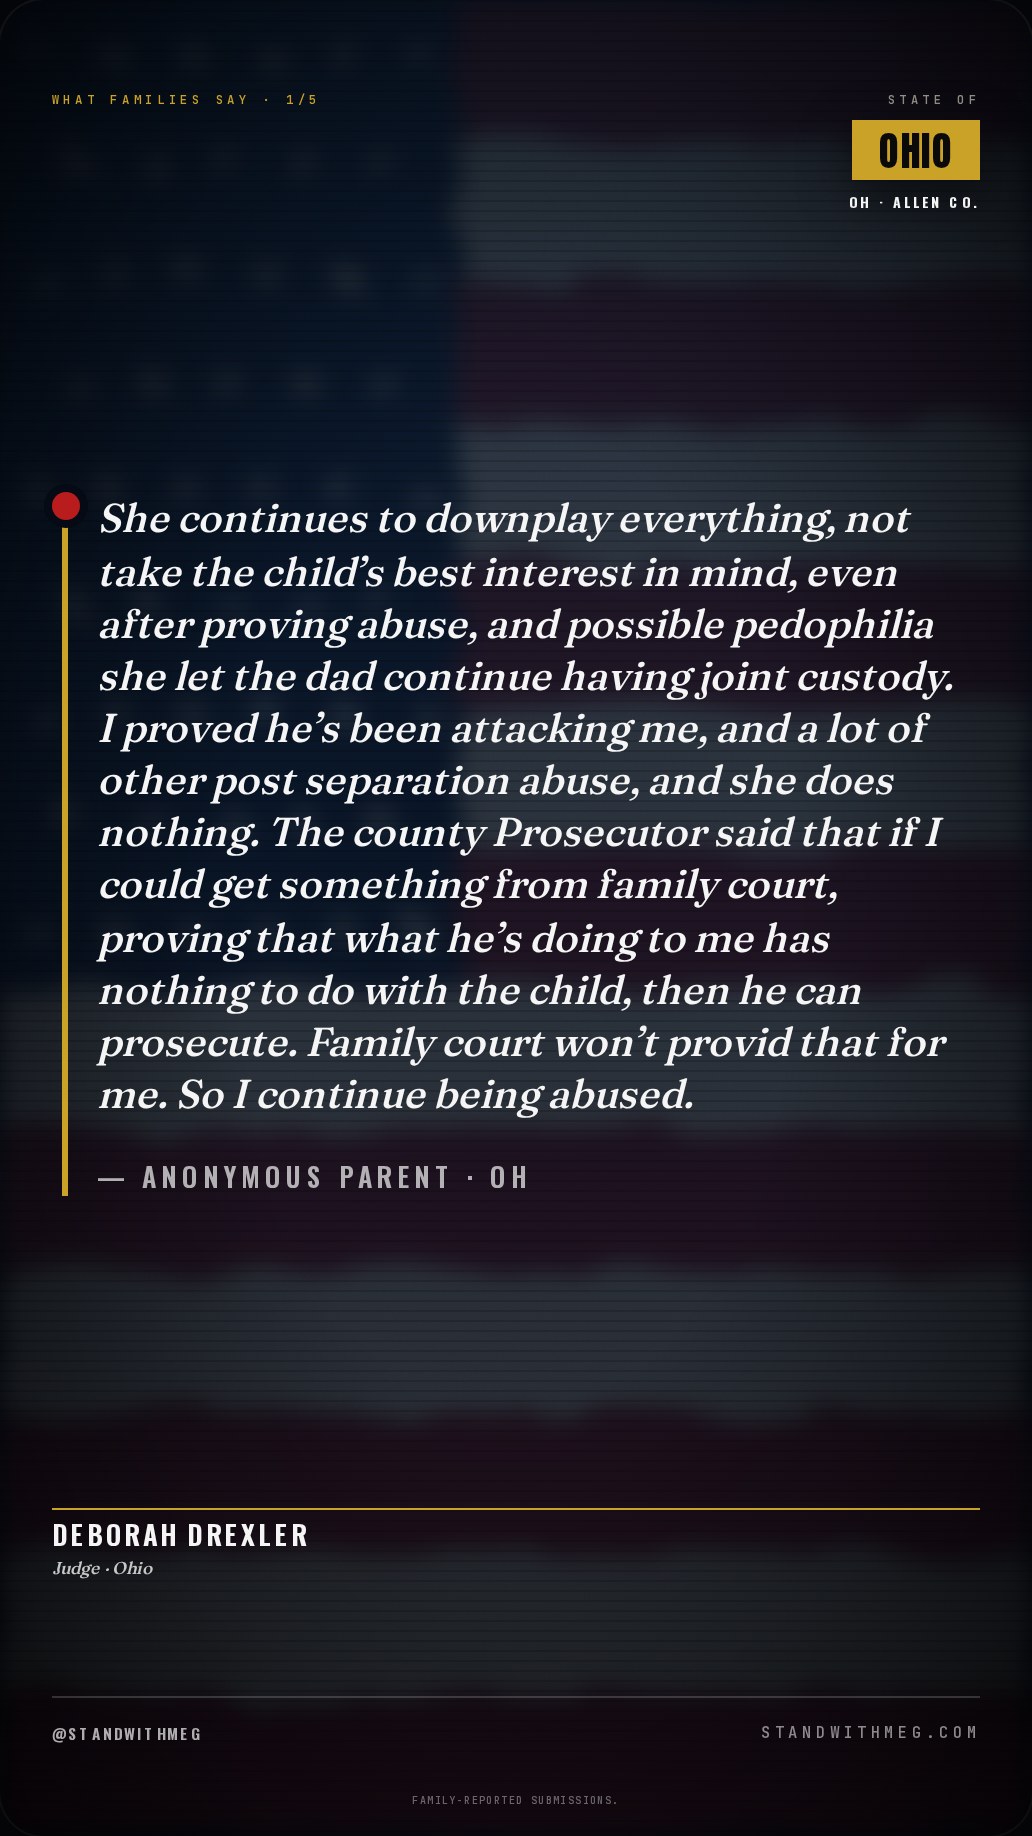 WHAT FAMILIES SAY · 1/5
STATE OF
OHIO
OH · ALLEN CO.
She continues to downplay everything, not
take the child’s best interest in mind, even
after proving abuse, and possible pedophilia
she let the dad continue having joint custody.
I proved he’s been attacking me, and a lot of
other post separation abuse, and she does
nothing. The county Prosecutor said that if I
could get something from family court,
proving that what he’s doing to me has
nothing to do with the child, then he can
prosecute. Family court won’t provid that for
me. So I continue being abused.
— ANONYMOUS PARENT · OH
DEBORAH DREXLER
Judge · Ohio
@STANDWITHMEG
STANDWITHMEG.COM
FAMILY-REPORTED SUBMISSIONS.